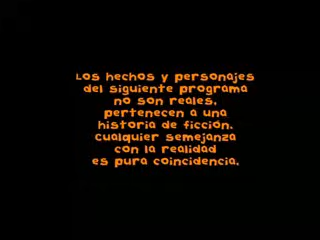 Los hechos y personajes
del siguiente programa
no son reales,
pertenecen a una
historia de ficción.
cualquier semejanza
con la realidad
es pura coincidencia.